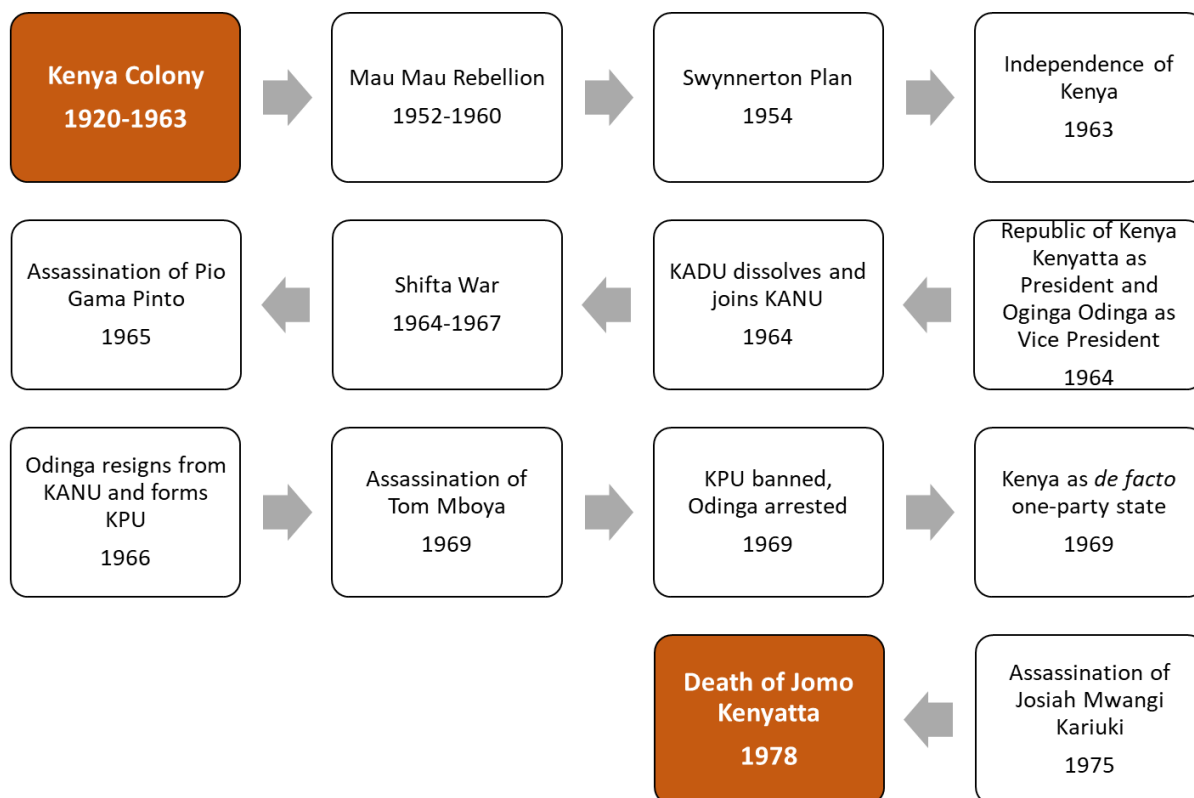 Kenya Colony
1920-1963
Mau Mau Rebellion
1952-1960
Swynnerton Plan
1954
Independence of
Kenya
1963
Republic of Kenya
Kenyatta as
President and
Oginga Odinga as
Vice President
1964
KADU dissolves and
joins KANU
1964
Shifta War
1964-1967
Assassination of Pio
Gama Pinto
1965
Odinga resigns from
KANU and forms
KPU
1966
Assassination of
Tom Mboya
1969
KPU banned,
Odinga arrested
1969
Kenya as de facto
one-party state
1969
Assassination of
Josiah Mwangi
Kariuki
1975
Death of Jomo
Kenyatta
1978